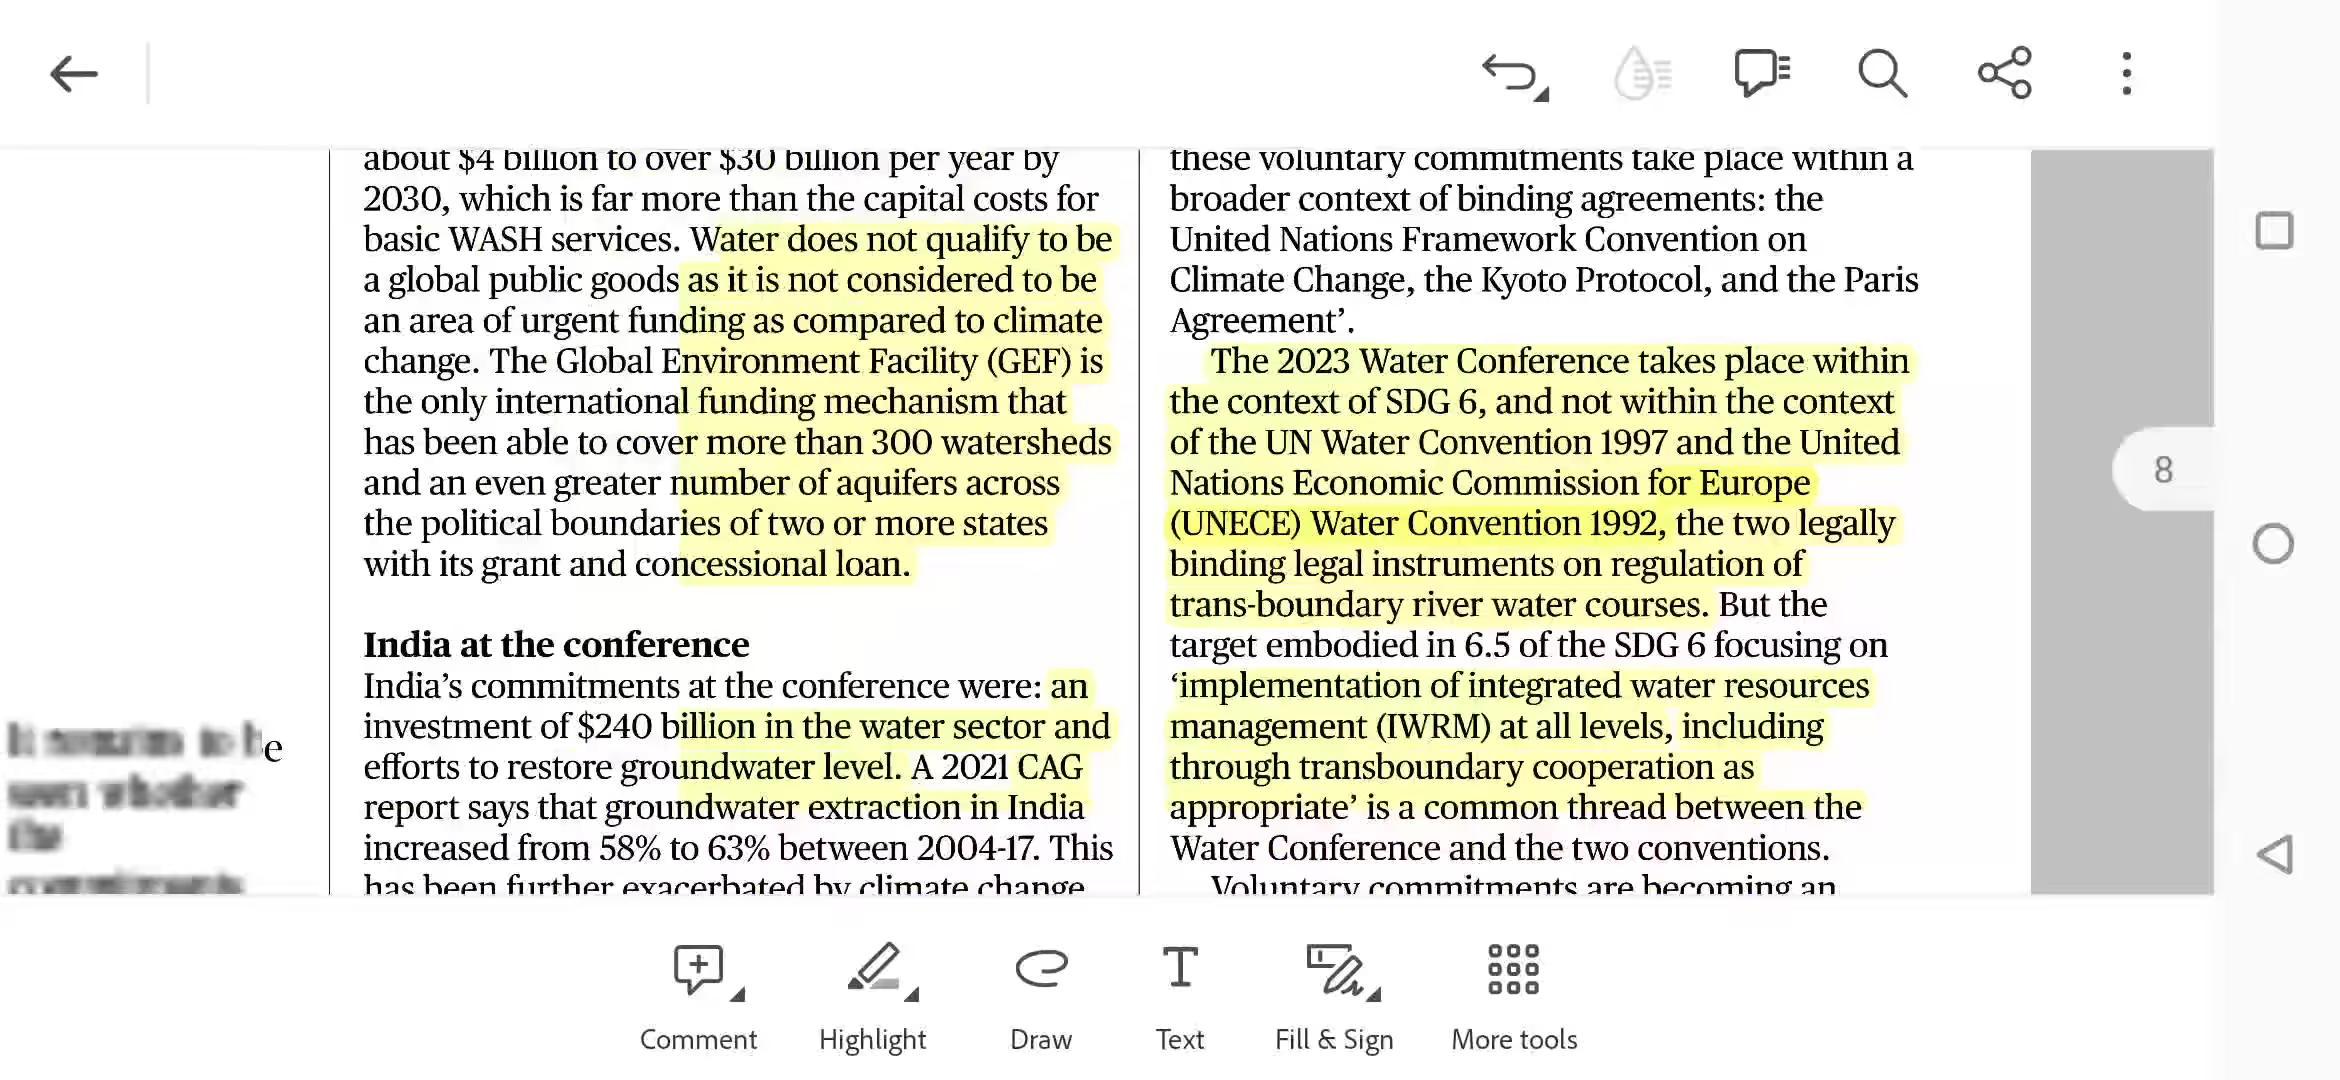 about $4 billion to over $30 billion per year by
2030, which is far more than the capital costs for
basic WASH services. Water does not qualify to be
a global public goods as it is not considered to be
an area of urgent funding as compared to climate
change. The Global Environment Facility (GEF) is
the only international funding mechanism that
has been able to cover more than 300 watersheds
and an even greater number of aquifers across
the political boundaries of two or more states
with its grant and concessional loan.
India at the conference
India's commitments at the conference were: an
investment of $240 billion in the water sector and
efforts to restore groundwater level. A 2021 CAG
report says that groundwater extraction in India
increased from 58% to 63% between 2004-17. This
has been further exacerbated by climate change
these voluntary commitments take place within a
broader context of binding agreements: the
United Nations Framework Convention on
Climate Change, the Kyoto Protocol, and the Paris
Agreement'.
The 2023 Water Conference takes place within
the context of SDG 6, and not within the context
of the UN Water Convention 1997 and the United
Nations Economic Commission for Europe
(UNECE) Water Convention 1992, the two legally
binding legal instruments on regulation of
trans-boundary river water courses. But the
target embodied in 6.5 of the SDG 6 focusing on
'implementation of integrated water resources
management (IWRM) at all levels, including
through transboundary cooperation as
appropriate' is a common thread between the
Water Conference and the two conventions.
Voluntary commitments are becoming an
It remains to be
seen whether
the
commitments
8
Comment
Highlight
Draw
T
Text
Fill & Sign
More tools